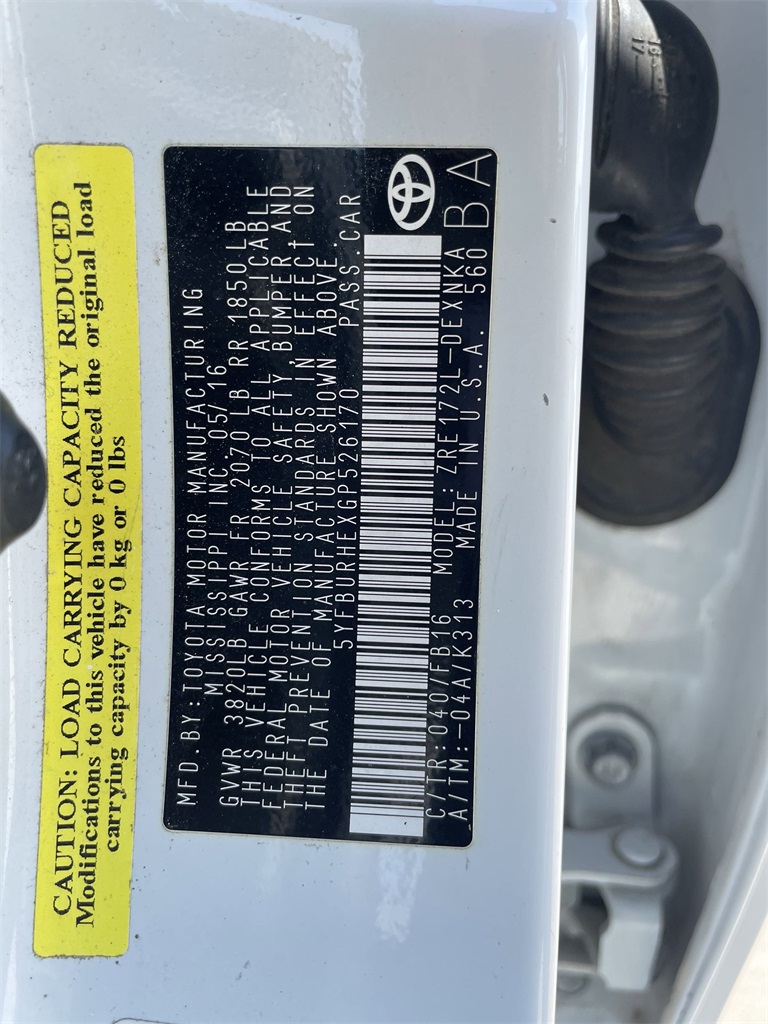 CAUTION: LOAD CARRYING CAPACITY REDUCED
Modifications to this vehicle have reduced the original load
carrying capacity by 0 kg or 0 lbs
MFD.BY:TOYOTA MOTOR MANUFACTURING
MISSISSIPPI INC. 05/16
GVWR 3820LB GAWR FR 2070 LB RR 1850 LB
THIS VEHICLE CONFORMS TO ALL APPLICABLE
FEDERAL MOTOR VEHICLE SAFETY, BUMPER, AND
THEFT PREVENTION STANDARDS IN EFFECT ON
THE DATE OF MANUFACTURE SHOWN ABOVE.
5YFBURHEXGP526170 PASS.CAR
C/TR:040/FB16 MODEL:ZRE172L-DEXNKA
A/TM:-04A/K313 MADE IN U.S.A. 560
BA